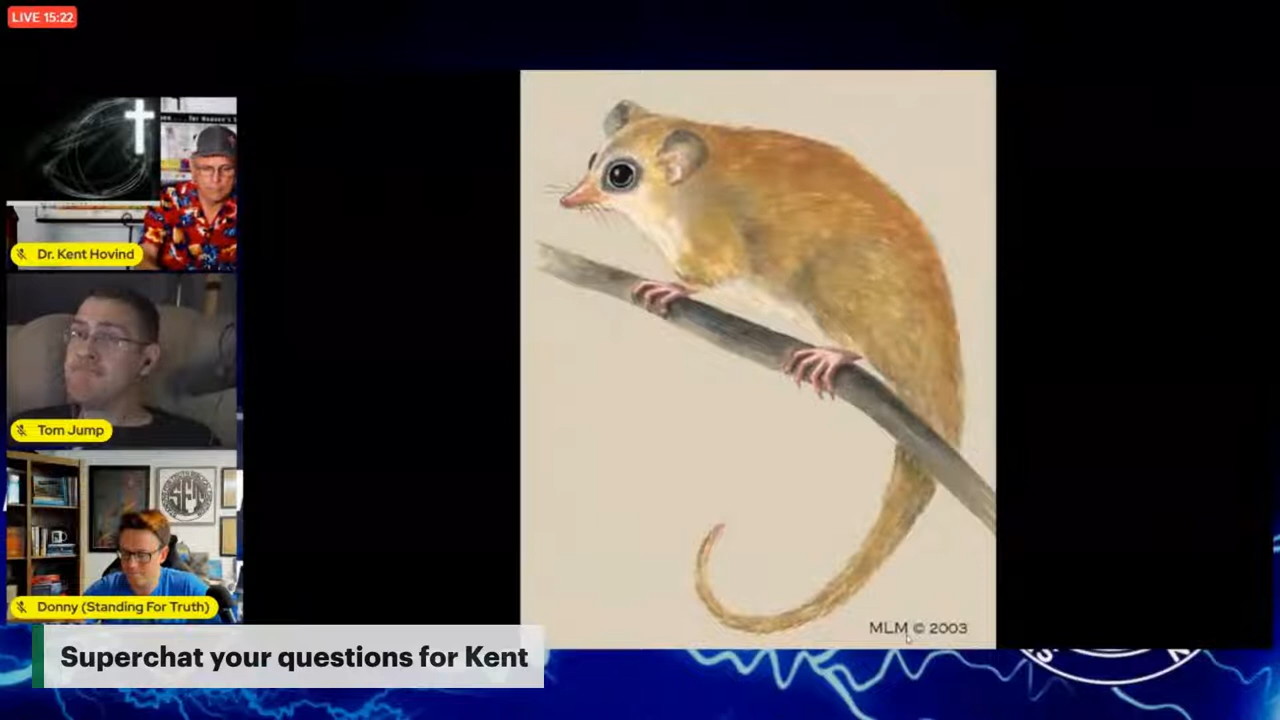 LIVE 15:22
Dr. Kent Hovind
Tom Jump
SFT
Donny (Standing For Truth)
MLM © 2003
Superchat your questions for Kent